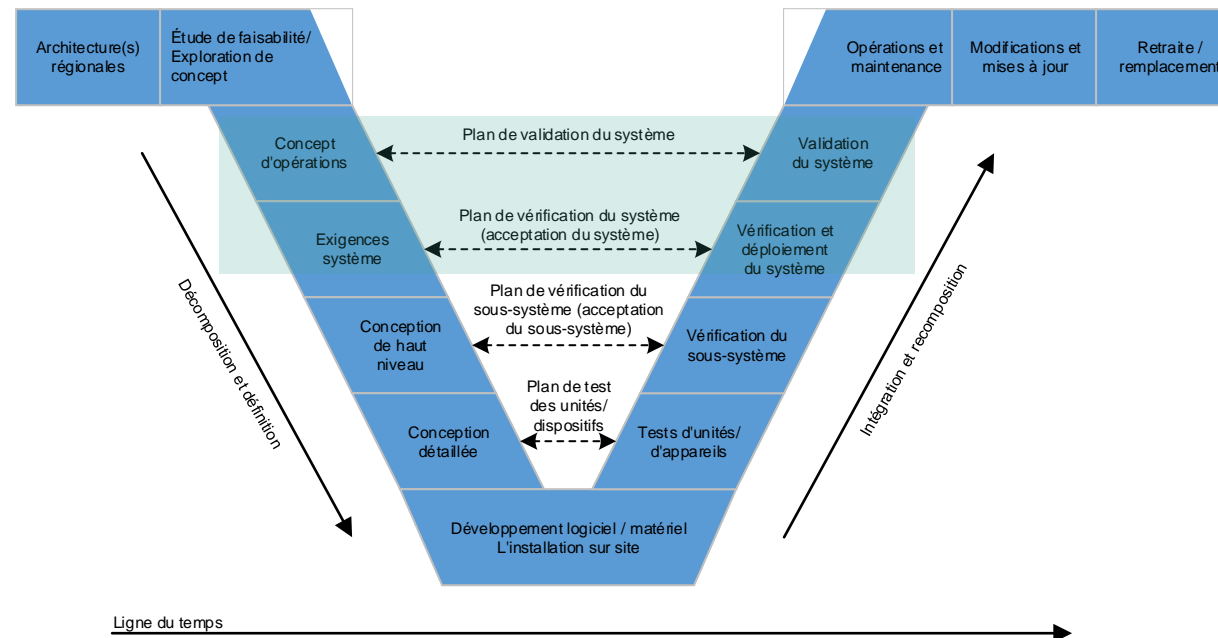 Architecture(s)
régionales
Étude de faisabilité/
Exploration de
concept
Opérations et
maintenance
Modifications et
mises à jour
Retraite /
remplacement
Concept
d'opérations
Plan de validation du système
Validation
du système
Exigences
système
Plan de vérification du système
(acceptation du système)
Vérification et
déploiement
du système
Décomposition et définition
Conception
de haut
niveau
Plan de vérification du
sous-système (acceptation
du sous-système)
Vérification du
sous-système
Intégration et recomposition
Conception
détaillée
Plan de test
des unités/
dispositifs
Tests d'unités/
d'appareils
Développement logiciel / matériel
L'installation sur site
Ligne du temps